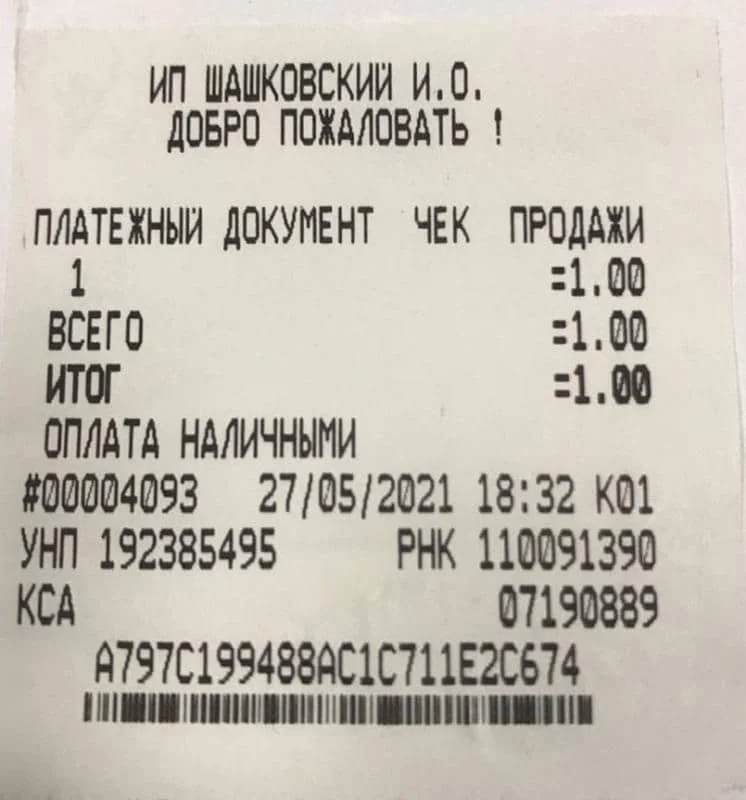 ИП ШАШКОВСКИЙ И.О.
ДОБРО ПОЖАЛОВАТЬ !
ПЛАТЕЖНЫЙ ДОКУМЕНТ ЧЕК ПРОДАЖИ
1 =1.00
ВСЕГО =1.00
ИТОГ =1.00
ОПЛАТА НАЛИЧНЫМИ
#00004093 27/05/2021 18:32 К01
УНП 192385495 РНК 110091390
КСА 07190889
A797C199488AC1C711E2C674